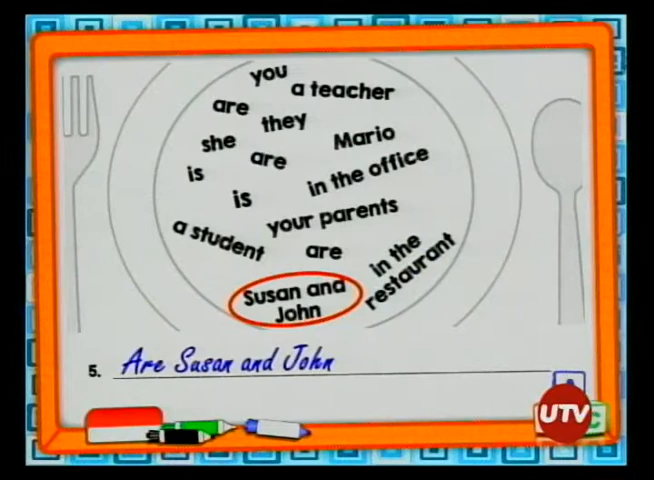 you
a teacher
are
they
Mario
she
are
in the office
is
is
your parents
a student
are
in the
restaurant
Susan and
John
5. Are Susan and John
A
UTV
C